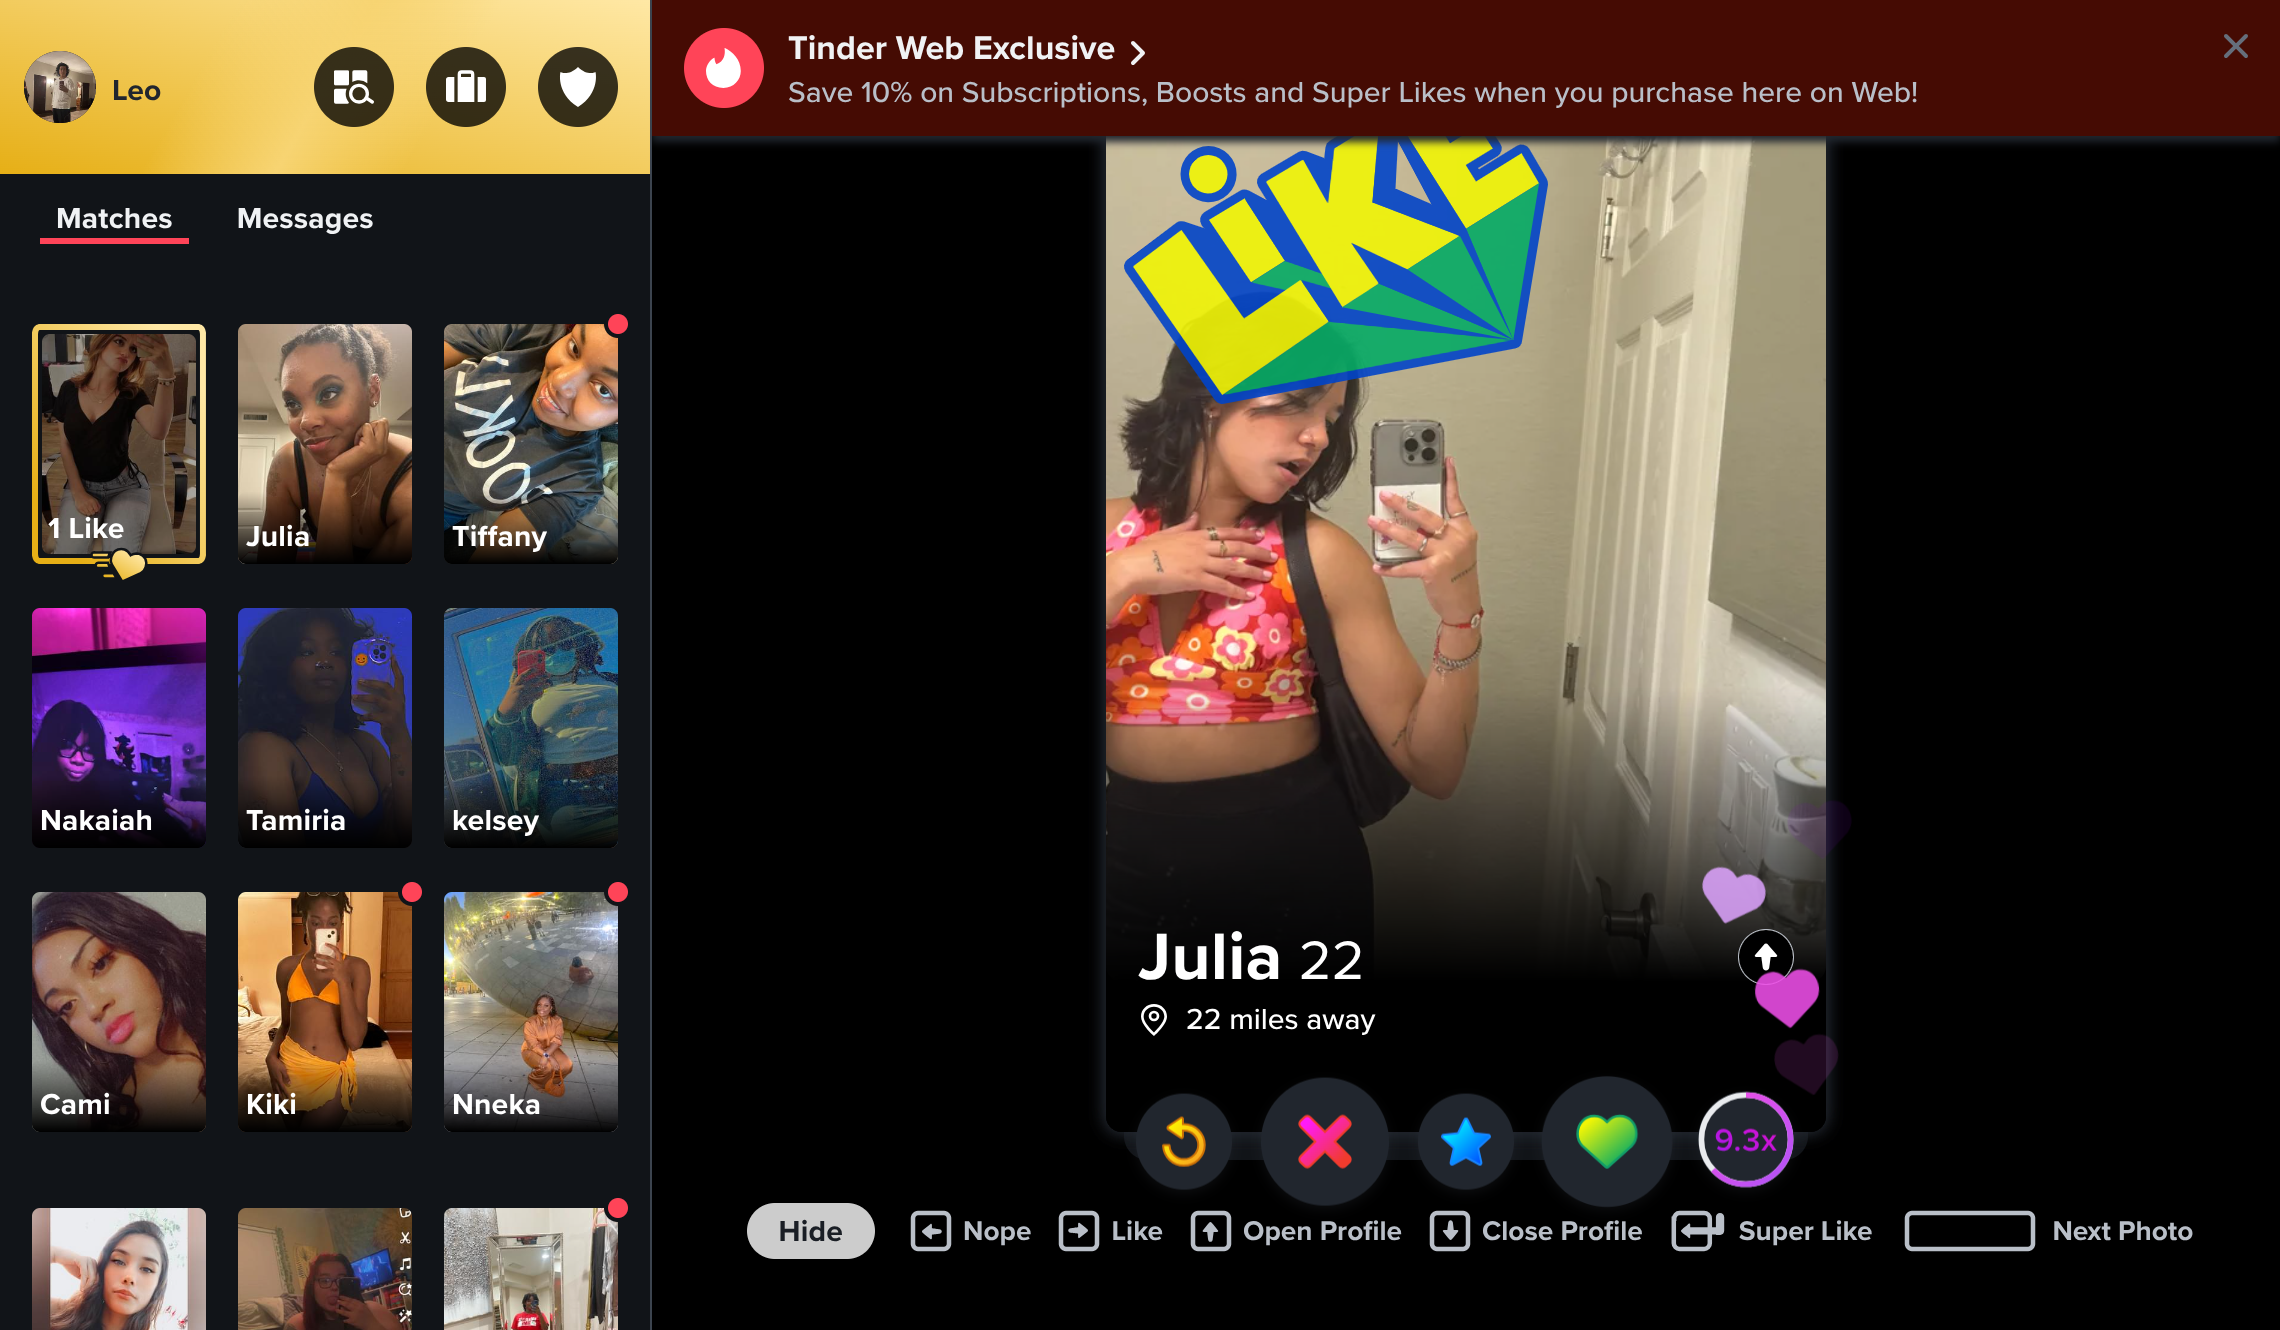 Leo
Tinder Web Exclusive
Save 10% on Subscriptions, Boosts and Super Likes when you purchase here on Web!
Matches
Messages
LiKE
1 Like
Julia
Tiffany
Nakaiah
Tamiria
kelsey
Cami
Kiki
Nneka
Julia 22
22 miles away
9.3x
Hide
Nope
Like
Open Profile
Close Profile
Super Like
Next Photo